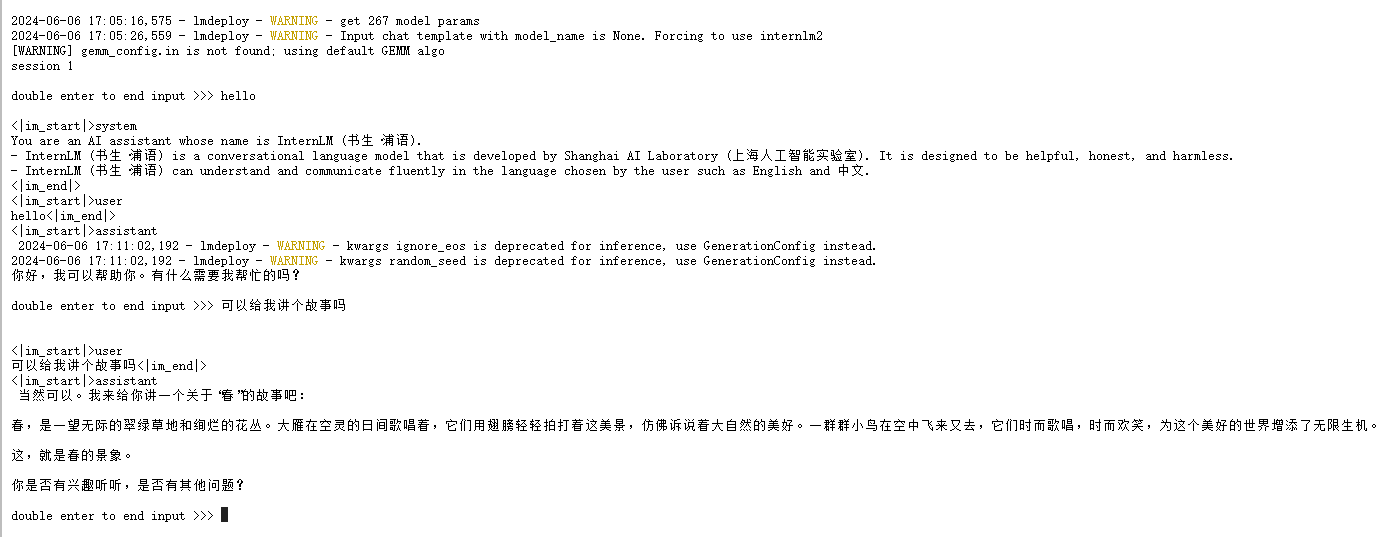 2024-06-06 17:05:16,575 - lmdeploy - WARNING - get 267 model params
2024-06-06 17:05:26,559 - lmdeploy - WARNING - Input chat template with model_name is None. Forcing to use internlm2
[WARNING] gemm_config.in is not found; using default GEMM algo
session 1
double enter to end input >>> hello
<|im_start|>system
You are an AI assistant whose name is InternLM (书生·浦语).
- InternLM (书生·浦语) is a conversational language model that is developed by Shanghai AI Laboratory (上海人工智能实验室). It is designed to be helpful, honest, and harmless.
- InternLM (书生·浦语) can understand and communicate fluently in the language chosen by the user such as English and 中文.
<|im_end|>
<|im_start|>user
hello<|im_end|>
<|im_start|>assistant
2024-06-06 17:11:02,192 - lmdeploy - WARNING - kwargs ignore_eos is deprecated for inference, use GenerationConfig instead.
2024-06-06 17:11:02,192 - lmdeploy - WARNING - kwargs random_seed is deprecated for inference, use GenerationConfig instead.
你好，我可以帮助你。有什么需要我帮忙的吗？
double enter to end input >>> 可以给我讲个故事吗
<|im_start|>user
可以给我讲个故事吗<|im_end|>
<|im_start|>assistant
当然可以。我来给你讲一个关于“春”的故事吧：
春，是一望无际的翠绿草地和绚烂的花丛。大雁在空灵的日间歌唱着，它们用翅膀轻轻拍打着这美景，仿佛诉说着大自然的美好。一群群小鸟在空中飞来又去，它们时而歌唱，时而欢笑，为这个美好的世界增添了无限生机。
这，就是春的景象。
你是否有兴趣听听，是否有其他问题？
double enter to end input >>>